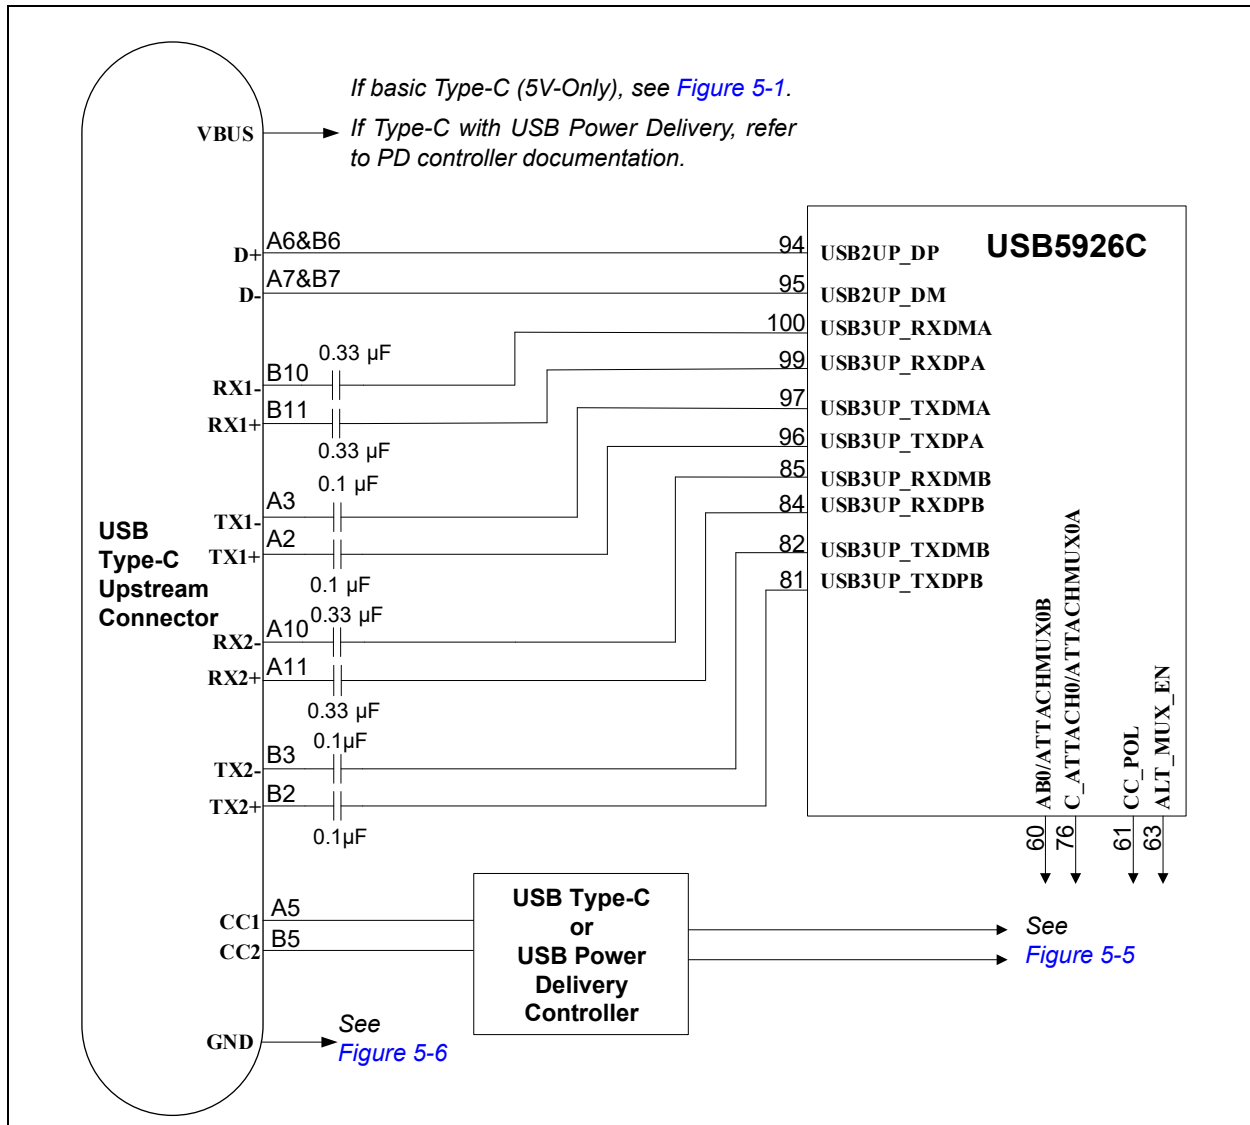 If basic Type-C (5V-Only), see Figure 5-1.
VBUS
If Type-C with USB Power Delivery, refer
to PD controller documentation.
USB5926C
D+
A6&B6
94
USB2UP_DP
D-
A7&B7
95
USB2UP_DM
100
USB3UP_RXDMA
0.33 µF
RX1-
B10
99
USB3UP_RXDPA
RX1+
B11
0.33 µF
97
USB3UP_TXDMA
96
USB3UP_TXDPA
0.1 µF
TX1-
A3
85
USB3UP_RXDMB
84
USB3UP_RXDPB
TX1+
A2
0.1 µF
82
USB3UP_TXDMB
81
USB3UP_TXDPB
USB
Type-C
Upstream
Connector
0.33 µF
RX2-
A10
RX2+
A11
0.33 µF
0.1µF
TX2-
B3
TX2+
B2
0.1µF
AB0/ATTACHMUX0B
C_ATTACH0/ATTACHMUX0A
CC_POL
ALT_MUX_EN
60
76
61
63
CC1
A5
CC2
B5
USB Type-C
or
USB Power
Delivery
Controller
See
Figure 5-5
GND
See
Figure 5-6